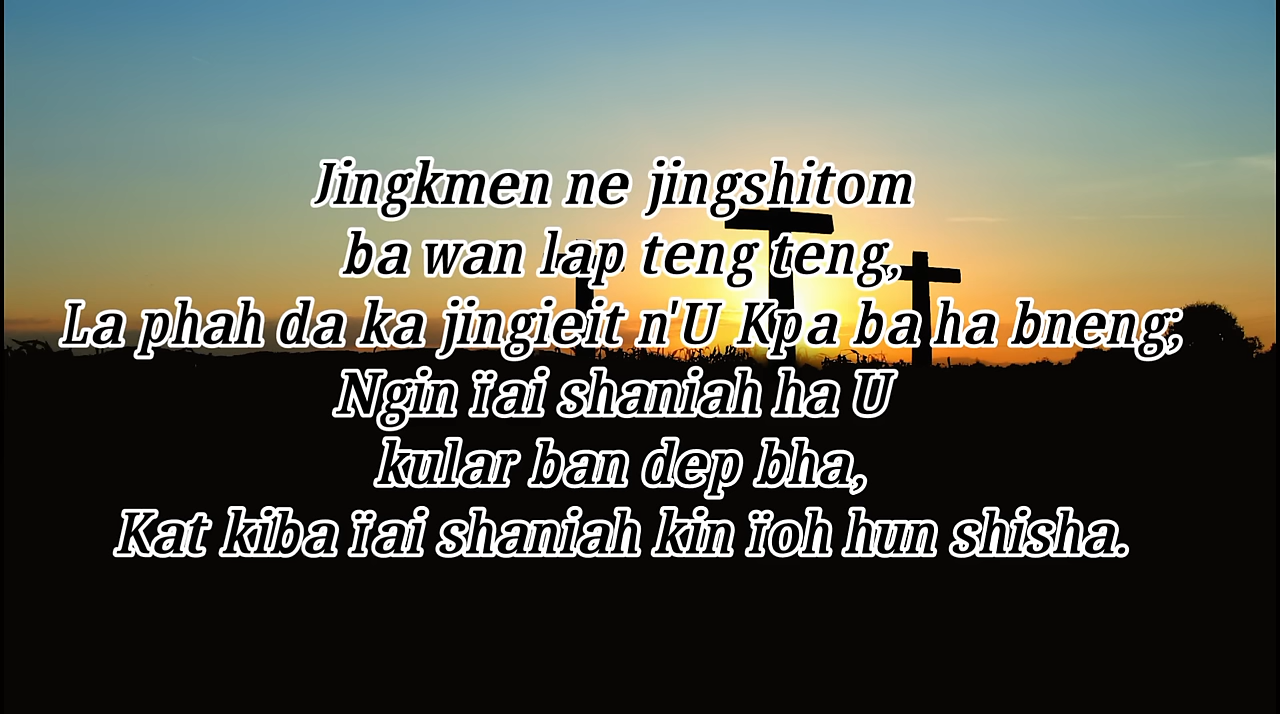 Jingkmen ne jingshitom
ba wan lap teng teng,
La phah da ka jingieit n'U Kpa ba ha bneng;
Ngin ïai shaniah ha U
kular ban dep bha,
Kat kiba ïai shaniah kin ïoh hun shisha.